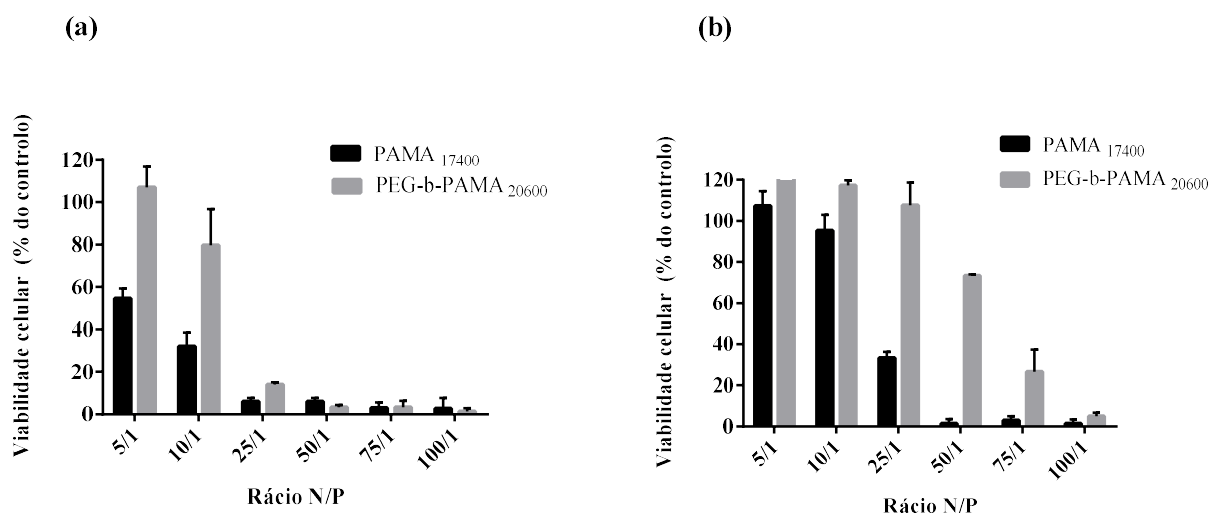 (a)
Viabilidade celular (% do controlo)
120
100
80
60
40
20
0
PAMA 17400
PEG-b-PAMA 20600
5/1
10/1
25/1
50/1
75/1
100/1
Rácio N/P
(b)
Viabilidade celular (% do controlo)
120
100
80
60
40
20
0
PAMA 17400
PEG-b-PAMA 20600
5/1
10/1
25/1
50/1
75/1
100/1
Rácio N/P